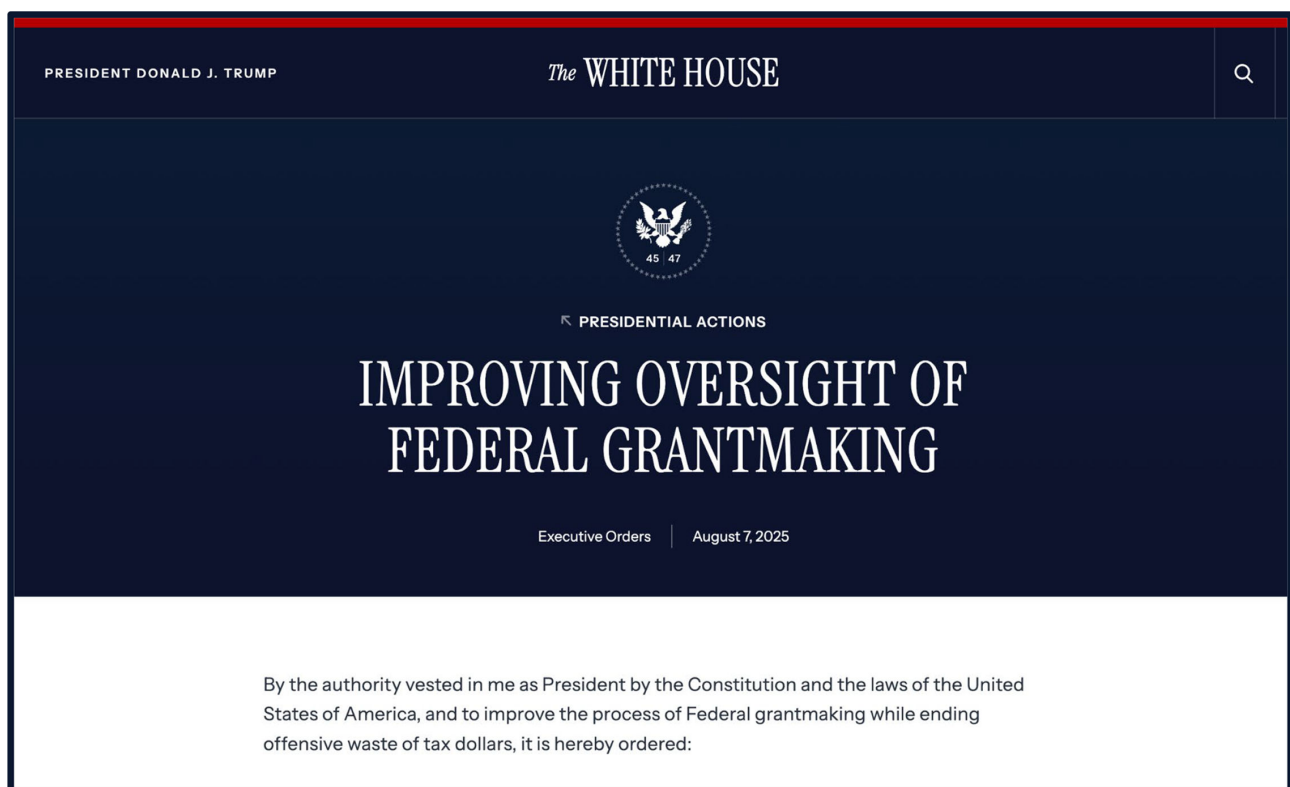 PRESIDENT DONALD J. TRUMP
The WHITE HOUSE
45 47
PRESIDENTIAL ACTIONS
IMPROVING OVERSIGHT OF
FEDERAL GRANTMAKING
Executive Orders | August 7, 2025
By the authority vested in me as President by the Constitution and the laws of the United
States of America, and to improve the process of Federal grantmaking while ending
offensive waste of tax dollars, it is hereby ordered: